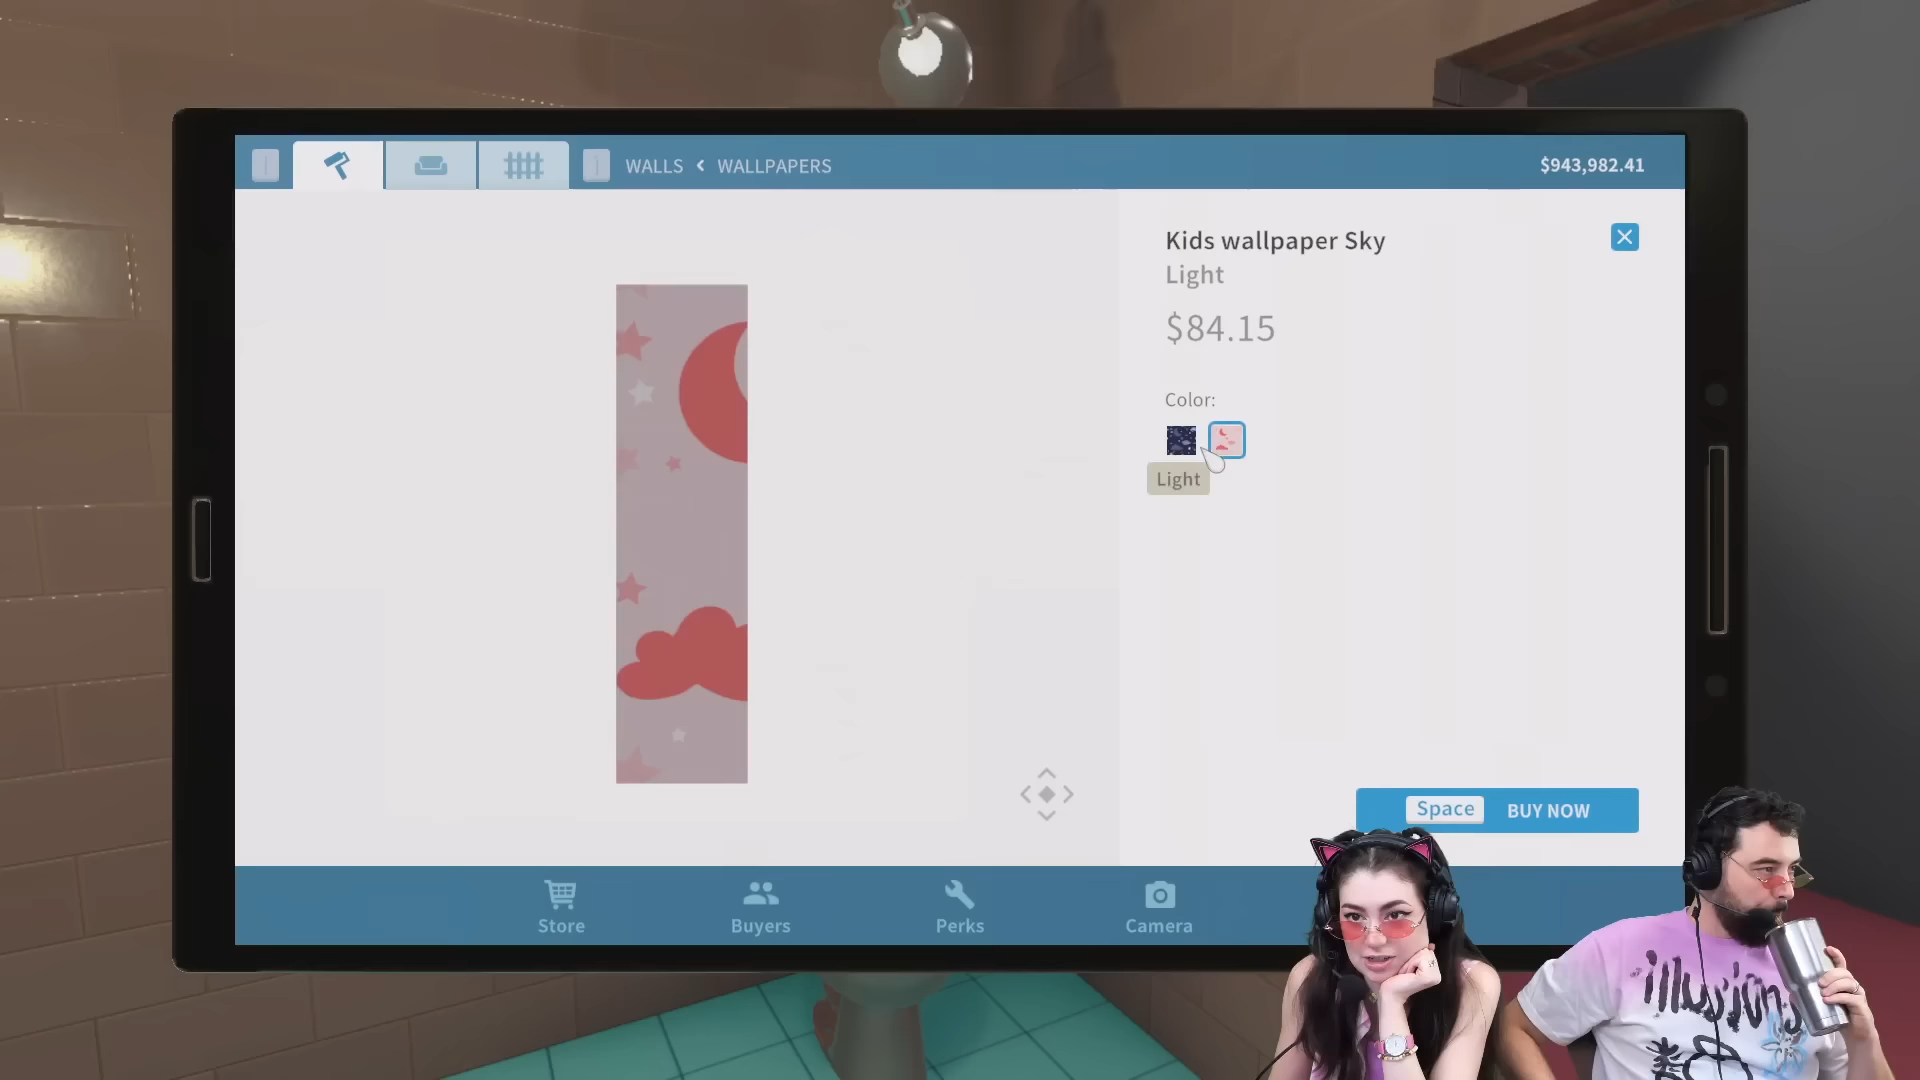 WALLS < WALLPAPERS
$943,982.41
Kids wallpaper Sky
Light
$84.15
Color:
Light
Space BUY NOW
Store
Buyers
Perks
Camera
illusions